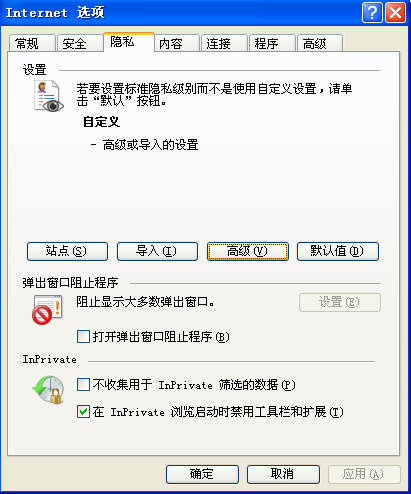 Internet 选项
常规 安全 隐私 内容 连接 程序 高级
设置
若要设置标准隐私级别而不是使用自定义设置，请单
击“默认”按钮。
自定义
- 高级或导入的设置
站点(S) 导入(I) 高级(V) 默认值(D)
弹出窗口阻止程序
阻止显示大多数弹出窗口。 设置(E)
打开弹出窗口阻止程序(B)
InPrivate
不收集用于 InPrivate 筛选的数据(P)
在 InPrivate 浏览启动时禁用工具栏和扩展(T)
确定 取消 应用(A)